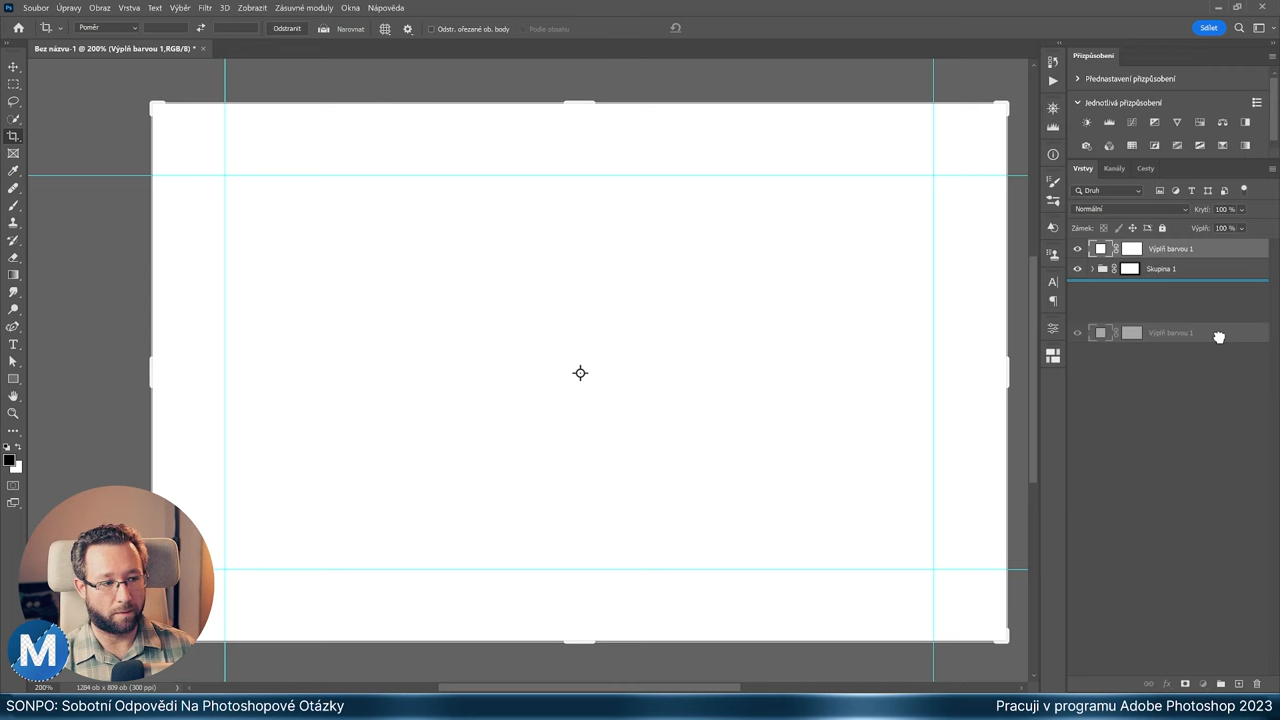 Ps Soubor Úpravy Obraz Vrstva Text Výběr Filtr 3D Zobrazit Zásuvné moduly Okna Nápověda
Poměr Odstranit Narovnat Odstr. ořezané ob. body Podle obsahu Sdílet
Bez názvu-1 @ 200% (Výplň barvou 1,RGB/8) *
Přizpůsobení
Přednastavení přizpůsobení
Jednotlivá přizpůsobení
Vrstvy Kanály Cesty
Druh
Normální Krytí: 100 %
Zámek: Výplň: 100 %
Výplň barvou 1
Skupina 1
Výplň barvou 1
M
200% 1284 ob x 809 ob (300 ppi)
SONPO: Sobotní Odpovědi Na Photoshopové Otázky
Pracuji v programu Adobe Photoshop 2023